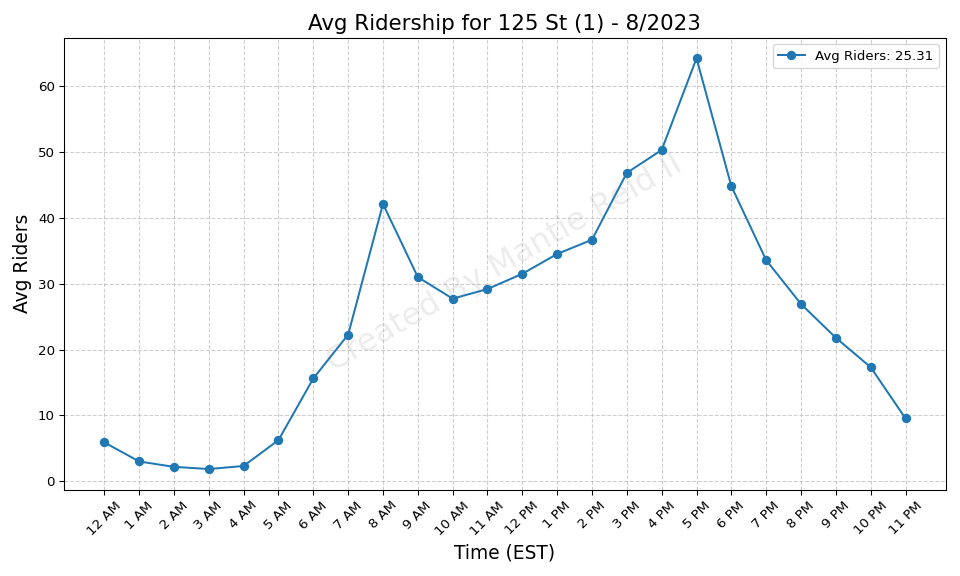 Avg Ridership for 125 St (1) - 8/2023
Avg Riders: 25.31
Avg Riders
60
50
40
30
20
10
0
Created By Mantie Reid II
12 AM
1 AM
2 AM
3 AM
4 AM
5 AM
6 AM
7 AM
8 AM
9 AM
10 AM
11 AM
12 PM
1 PM
2 PM
3 PM
4 PM
5 PM
6 PM
7 PM
8 PM
9 PM
10 PM
11 PM
Time (EST)